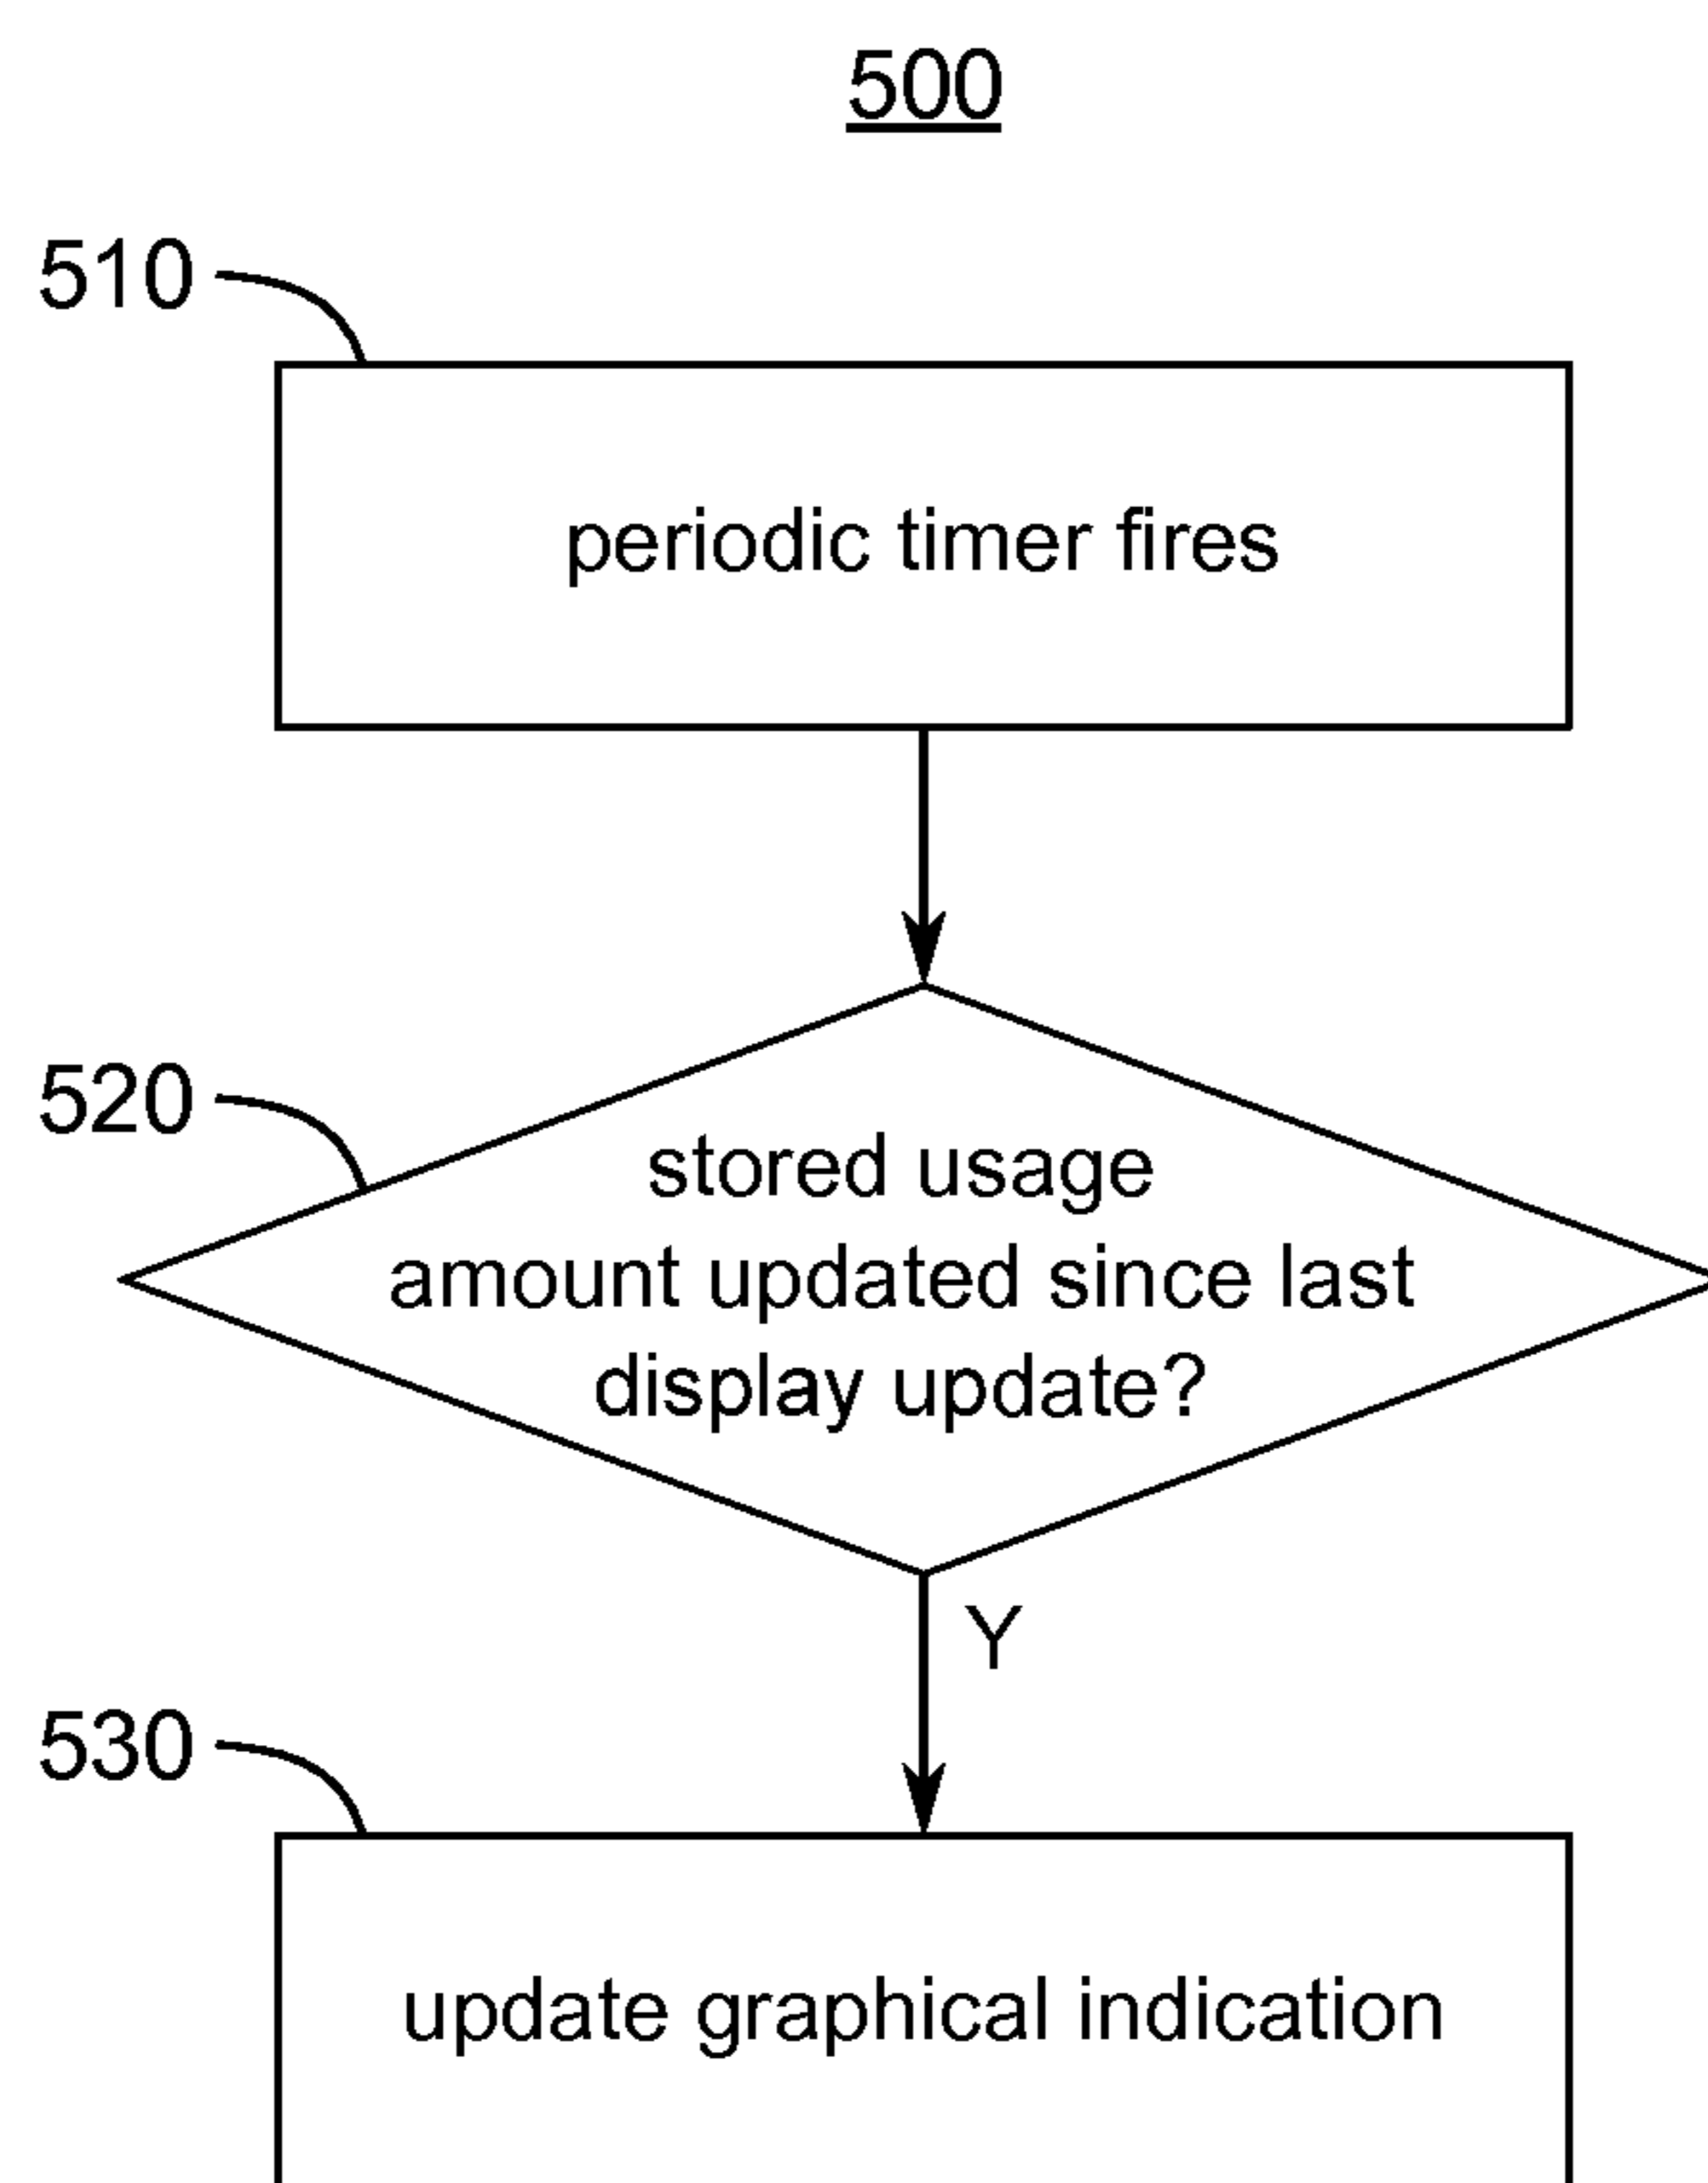 500
510
periodic timer fires
520
stored usage
amount updated since last
display update?
Y
530
update graphical indication